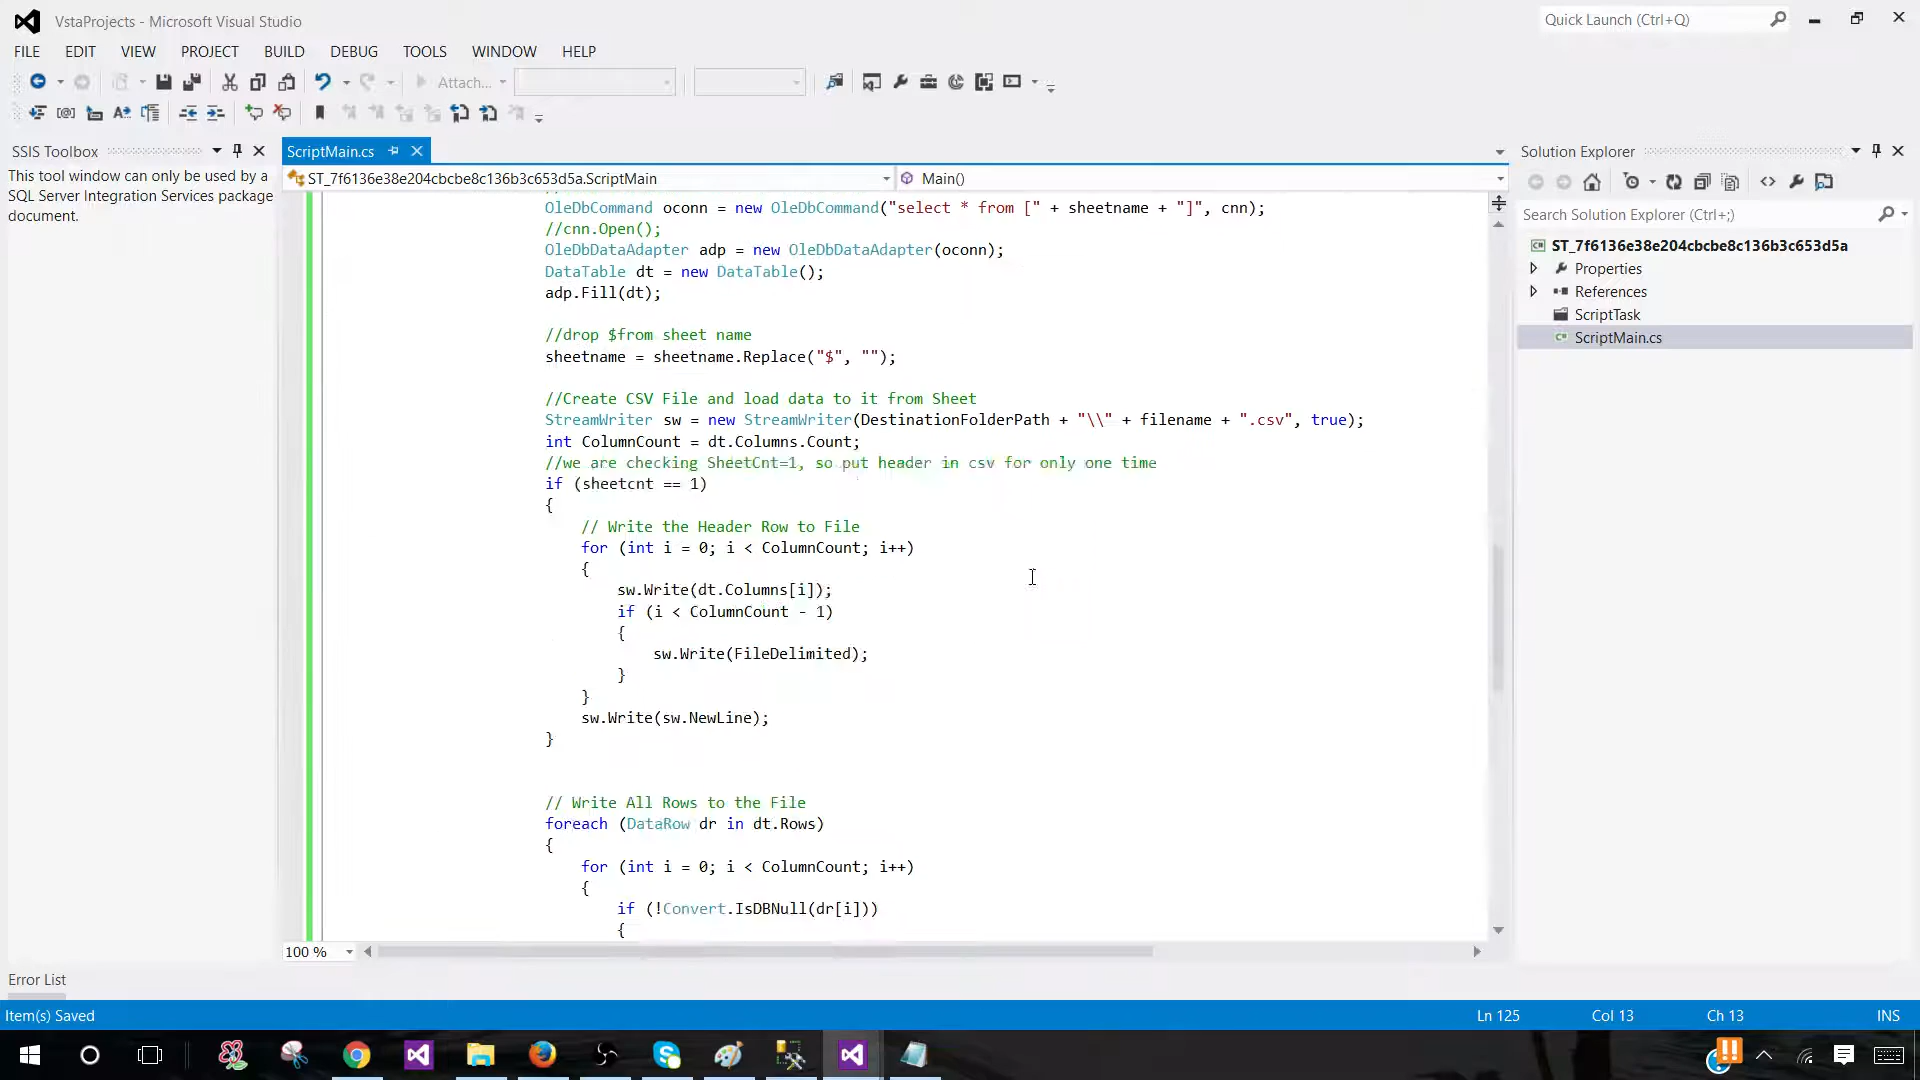 VstaProjects - Microsoft Visual Studio
Quick Launch (Ctrl+Q)
FILE EDIT VIEW PROJECT BUILD DEBUG TOOLS WINDOW HELP
Attach...
SSIS Toolbox
This tool window can only be used by a
SQL Server Integration Services package
document.
ScriptMain.cs
ST_7f6136e38e204cbcbe8c136b3c653d5a.ScriptMain
Main()
OleDbCommand oconn = new OleDbCommand("select * from [" + sheetname + "]", cnn);
//cnn.Open();
OleDbDataAdapter adp = new OleDbDataAdapter(oconn);
DataTable dt = new DataTable();
adp.Fill(dt);
//drop $from sheet name
sheetname = sheetname.Replace("$", "");
//Create CSV File and load data to it from Sheet
StreamWriter sw = new StreamWriter(DestinationFolderPath + "\\" + filename + ".csv", true);
int ColumnCount = dt.Columns.Count;
//we are checking SheetCnt=1, so put header in csv for only one time
if (sheetcnt == 1)
{
// Write the Header Row to File
for (int i = 0; i < ColumnCount; i++)
{
sw.Write(dt.Columns[i]);
if (i < ColumnCount - 1)
{
sw.Write(FileDelimited);
}
}
sw.Write(sw.NewLine);
}
// Write All Rows to the File
foreach (DataRow dr in dt.Rows)
{
for (int i = 0; i < ColumnCount; i++)
{
if (!Convert.IsDBNull(dr[i]))
{
100 %
Solution Explorer
Search Solution Explorer (Ctrl+;)
ST_7f6136e38e204cbcbe8c136b3c653d5a
Properties
References
ScriptTask
ScriptMain.cs
Error List
Item(s) Saved
Ln 125 Col 13 Ch 13 INS